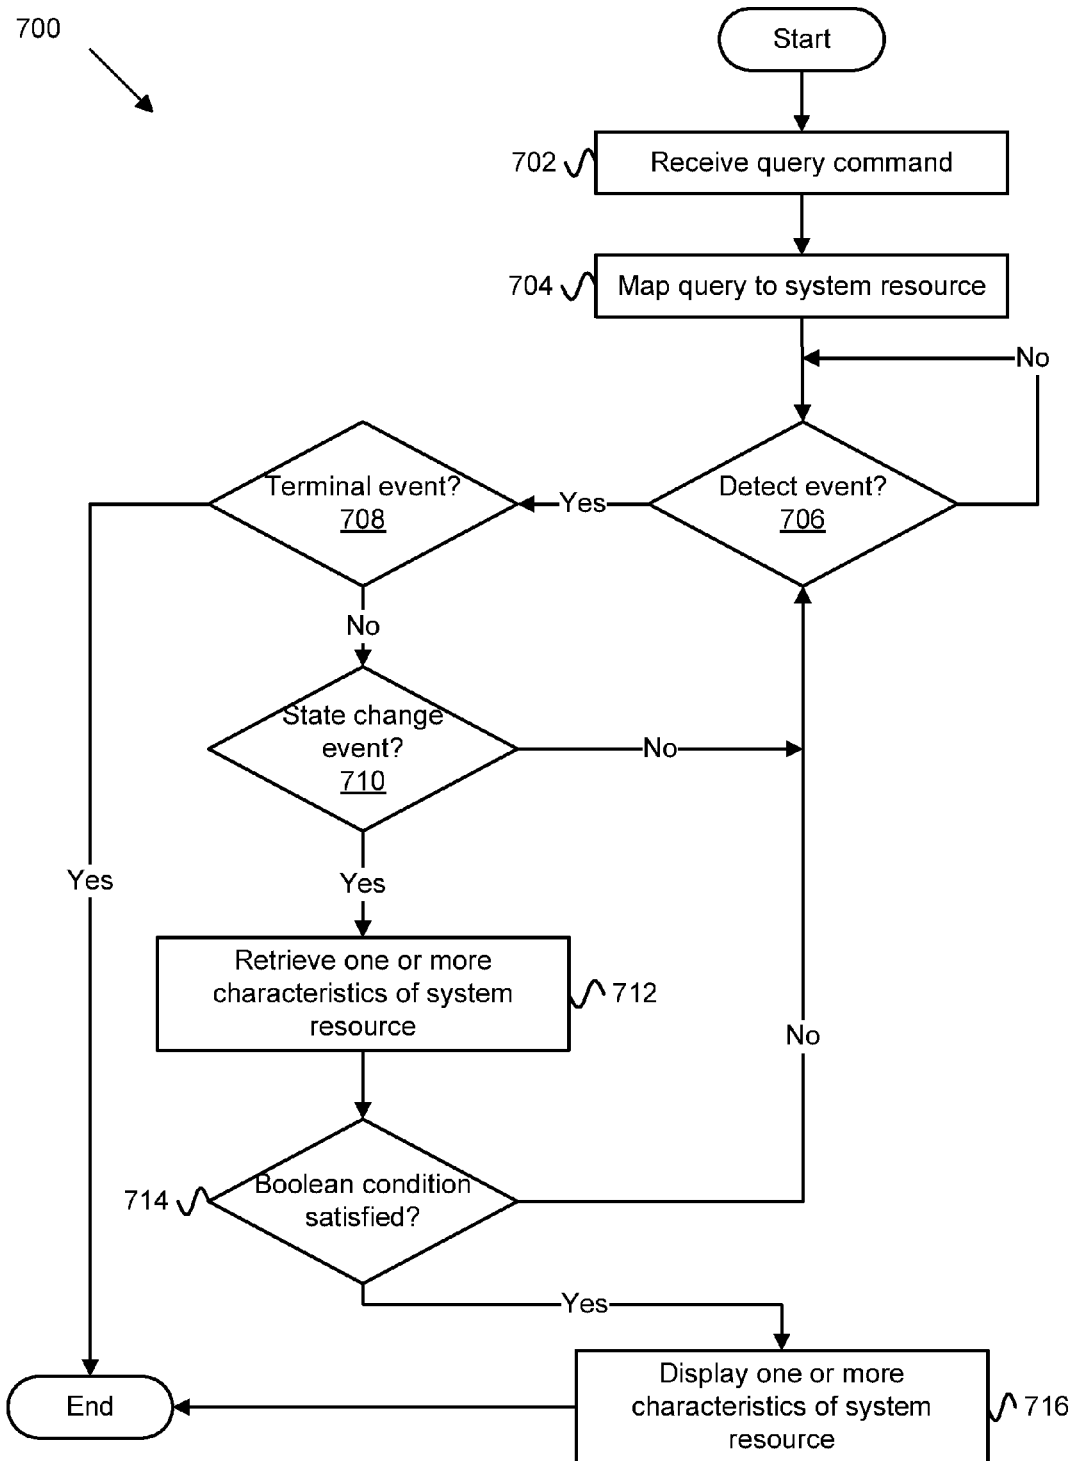 700
Start
702
Receive query command
704
Map query to system resource
No
Terminal event?
708
Yes
Detect event?
706
No
State change
event?
710
No
Yes
Yes
Retrieve one or more
characteristics of system
resource
712
No
714
Boolean condition
satisfied?
Yes
Display one or more
characteristics of system
resource
716
End